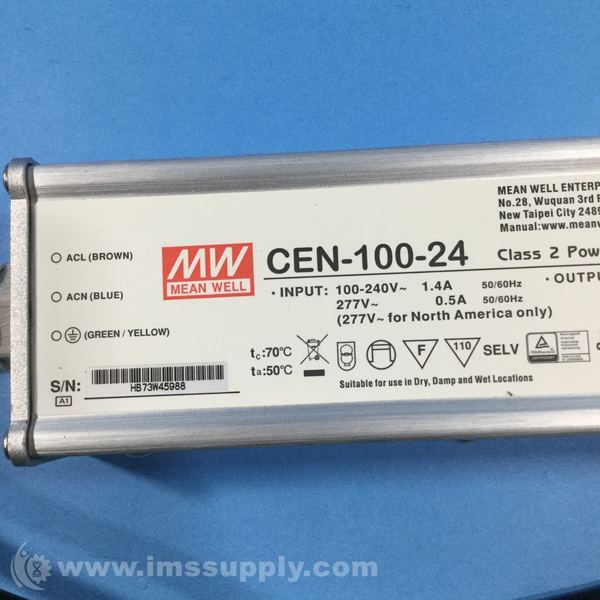 MEAN WELL ENTERP
No.28, Wuquan 3rd
New Taipei City 2489
Manual:www.meanw
ACL (BROWN)
MW
MEAN WELL
CEN-100-24
Class 2 Pow
ACN (BLUE)
· INPUT: 100-240V~ 1.4A 50/60Hz
· OUTPU
277V~ 0.5A 50/60Hz
(GREEN / YELLOW)
(277V~ for North America only)
tc:70℃
ta:50℃
F
110
SELV
S/N:
A1
HB73W45988
Suitable for use in Dry, Damp and Wet Locations
www.imssupply.com